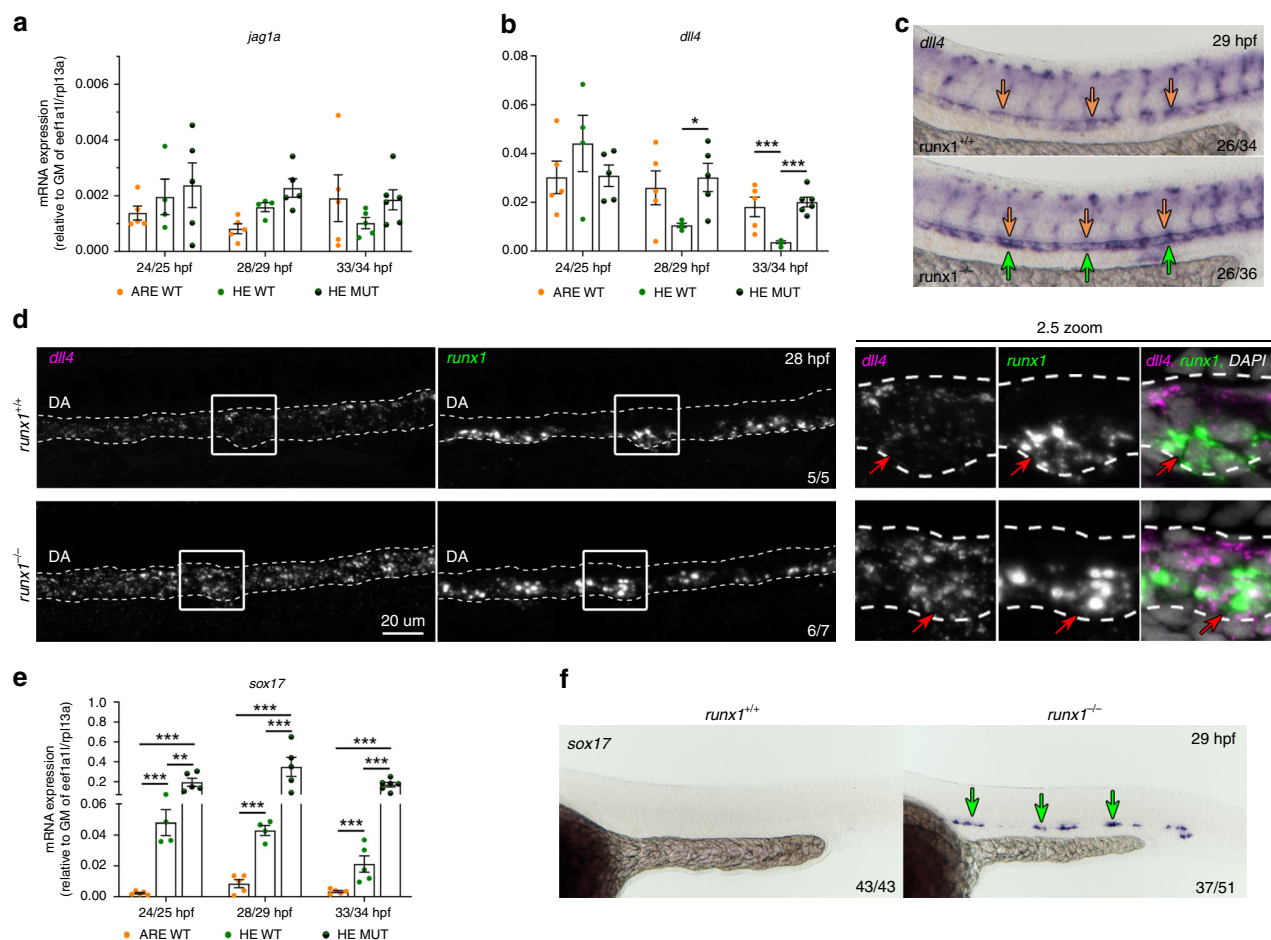 a
jag1a
mRNA expression
(relative to GM of eef1a1l/rpl13a)
0.006
0.004
0.002
0.000
24/25 hpf
28/29 hpf
33/34 hpf
ARE WT
HE WT
HE MUT
b
dll4
0.08
0.06
0.04
0.02
0.00
*
***
***
24/25 hpf
28/29 hpf
33/34 hpf
ARE WT
HE WT
HE MUT
c
dll4
29 hpf
runx1+/+
26/34
runx1−/−
26/36
d
dll4
runx1
28 hpf
2.5 zoom
dll4
runx1
dll4, runx1, DAPI
runx1+/+
DA
DA
5/5
runx1−/−
DA
DA
20 um
6/7
e
sox17
mRNA expression
(relative to GM of eef1a1l/rpl13a)
1.0
0.8
0.6
0.4
0.2
0.06
0.04
0.02
0.00
***
**
***
***
***
***
***
***
***
24/25 hpf
28/29 hpf
33/34 hpf
ARE WT
HE WT
HE MUT
f
runx1+/+
runx1−/−
sox17
29 hpf
43/43
37/51